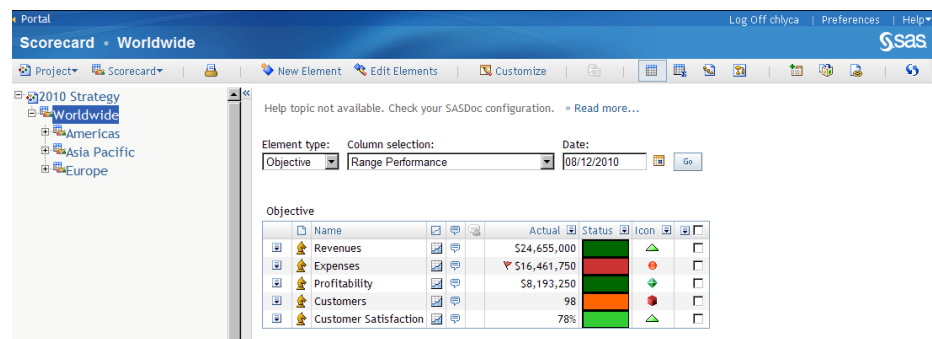 Portal
Log Off chlyca | Preferences | Help
Scorecard • Worldwide
sas
Project Scorecard New Element Edit Elements Customize
2010 Strategy
Worldwide
Americas
Asia Pacific
Europe
Help topic not available. Check your SASDoc configuration. » Read more...
Element type: Column selection: Date:
Objective Range Performance 08/12/2010 Go
Objective
Name Actual Status Icon
Revenues $24,655,000
Expenses $16,461,750
Profitability $8,193,250
Customers 98
Customer Satisfaction 78%